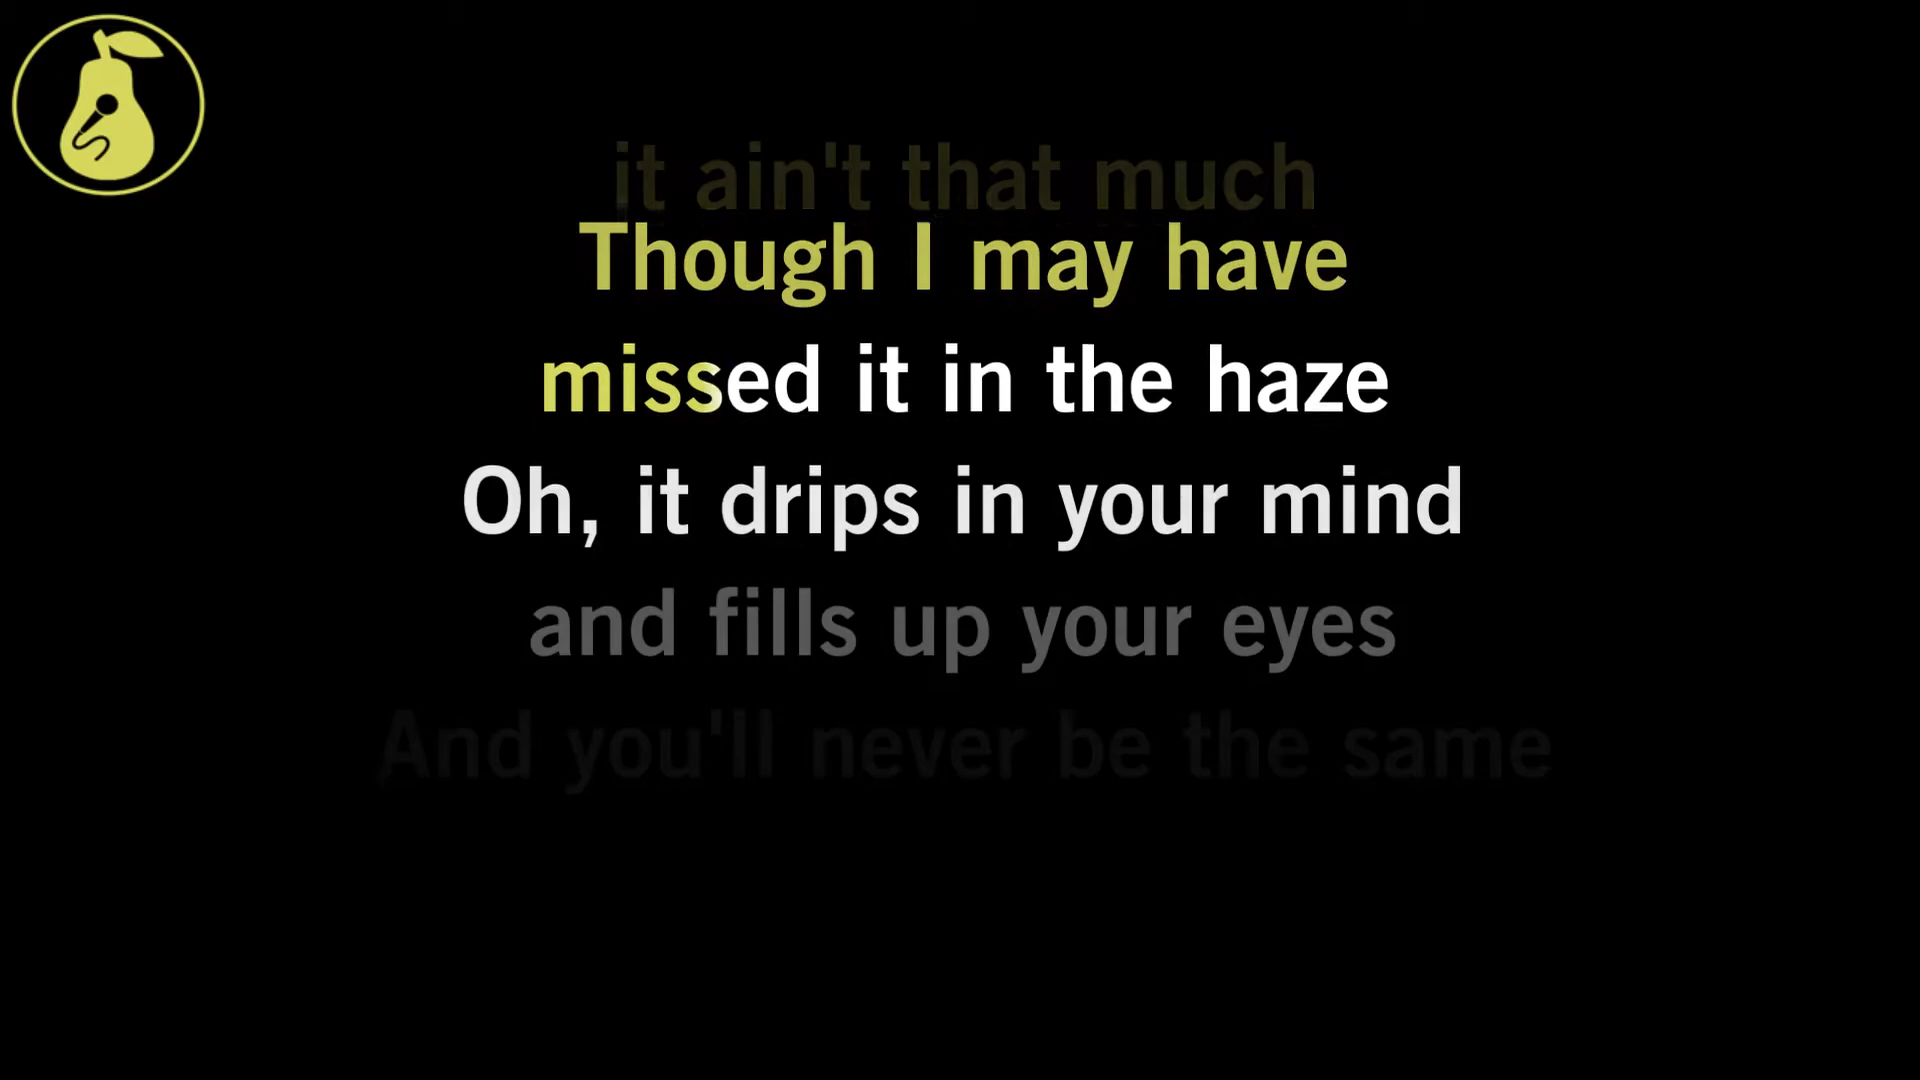 it ain't that much
Though I may have
missed it in the haze
Oh, it drips in your mind
and fills up your eyes
And you'll never be the same